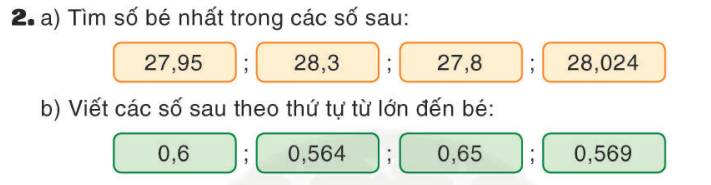 2. a) Tìm số bé nhất trong các số sau:
27,95 ; 28,3 ; 27,8 ; 28,024
b) Viết các số sau theo thứ tự từ lớn đến bé:
0,6 ; 0,564 ; 0,65 ; 0,569